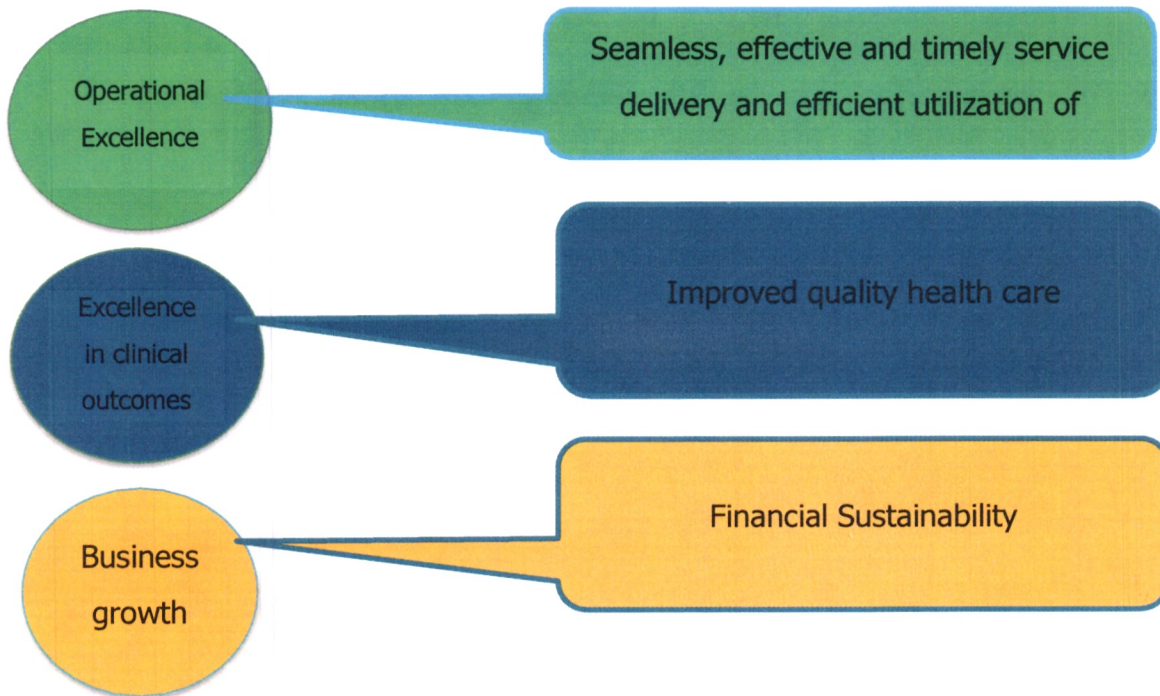 Operational
Excellence
Seamless, effective and timely service
delivery and efficient utilization of
Excellence
in clinical
outcomes
Improved quality health care
Business
growth
Financial Sustainability